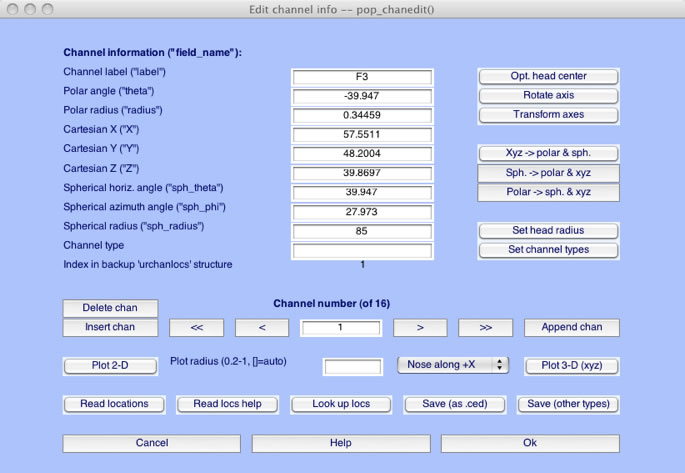 Edit channel info -- pop_chanedit()
Channel information ("field_name"):
Channel label ("label") F3 Opt. head center
Polar angle ("theta") -39.947 Rotate axis
Polar radius ("radius") 0.34459 Transform axes
Cartesian X ("X") 57.5511
Cartesian Y ("Y") 48.2004 Xyz -> polar & sph.
Cartesian Z ("Z") 39.8697 Sph. -> polar & xyz
Spherical horiz. angle ("sph_theta") 39.947 Polar -> sph. & xyz
Spherical azimuth angle ("sph_phi") 27.973
Spherical radius ("sph_radius") 85 Set head radius
Channel type Set channel types
Index in backup 'urchanlocs' structure 1
Delete chan Channel number (of 16)
Insert chan << < 1 > >> Append chan
Plot 2-D Plot radius (0.2-1, []=auto) Nose along +X Plot 3-D (xyz)
Read locations Read locs help Look up locs Save (as .ced) Save (other types)
Cancel Help Ok